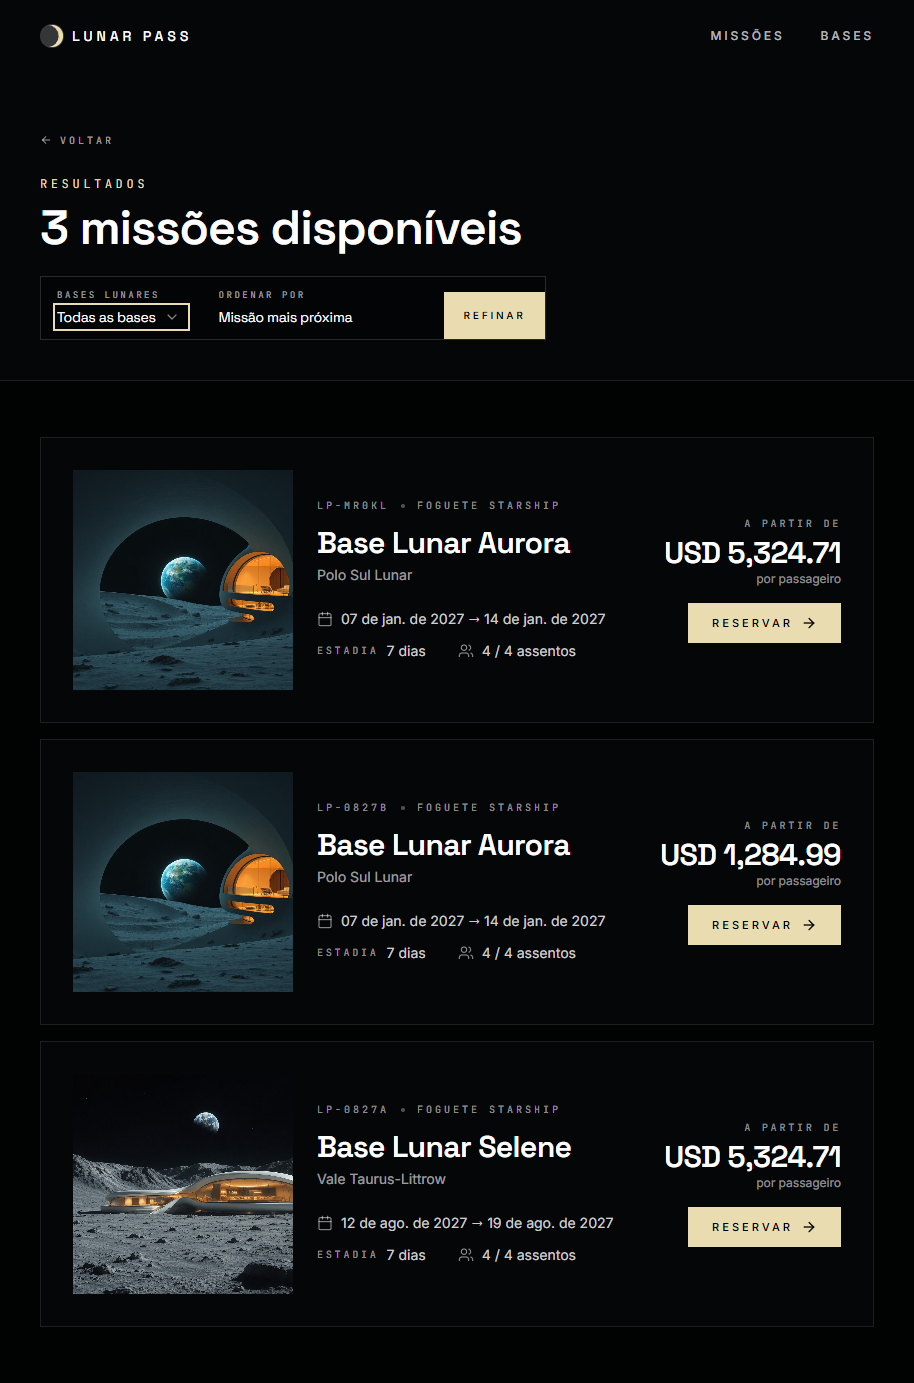 LUNAR PASS
MISSÕES BASES
← VOLTAR
RESULTADOS
3 missões disponíveis
BASES LUNARES
Todas as bases
ORDENAR POR
Missão mais próxima
REFINAR
LP-MR0KL • FOGUETE STARSHIP
Base Lunar Aurora
Polo Sul Lunar
07 de jan. de 2027 → 14 de jan. de 2027
ESTADIA 7 dias 4 / 4 assentos
A PARTIR DE
USD 5,324.71
por passageiro
RESERVAR →
LP-0827B • FOGUETE STARSHIP
Base Lunar Aurora
Polo Sul Lunar
07 de jan. de 2027 → 14 de jan. de 2027
ESTADIA 7 dias 4 / 4 assentos
A PARTIR DE
USD 1,284.99
por passageiro
RESERVAR →
LP-0827A • FOGUETE STARSHIP
Base Lunar Selene
Vale Taurus-Littrow
12 de ago. de 2027 → 19 de ago. de 2027
ESTADIA 7 dias 4 / 4 assentos
A PARTIR DE
USD 5,324.71
por passageiro
RESERVAR →